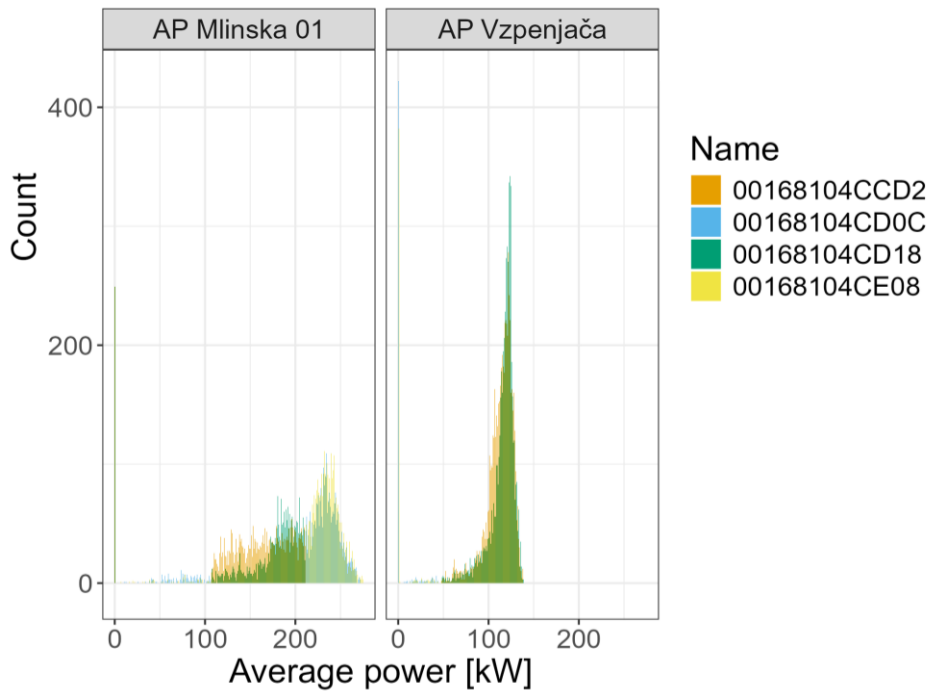 AP Mlinska 01
AP Vzpenjača
400
200
0
Count
0
100
200
0
100
200
Average power [kW]
Name
00168104CCD2
00168104CD0C
00168104CD18
00168104CE08